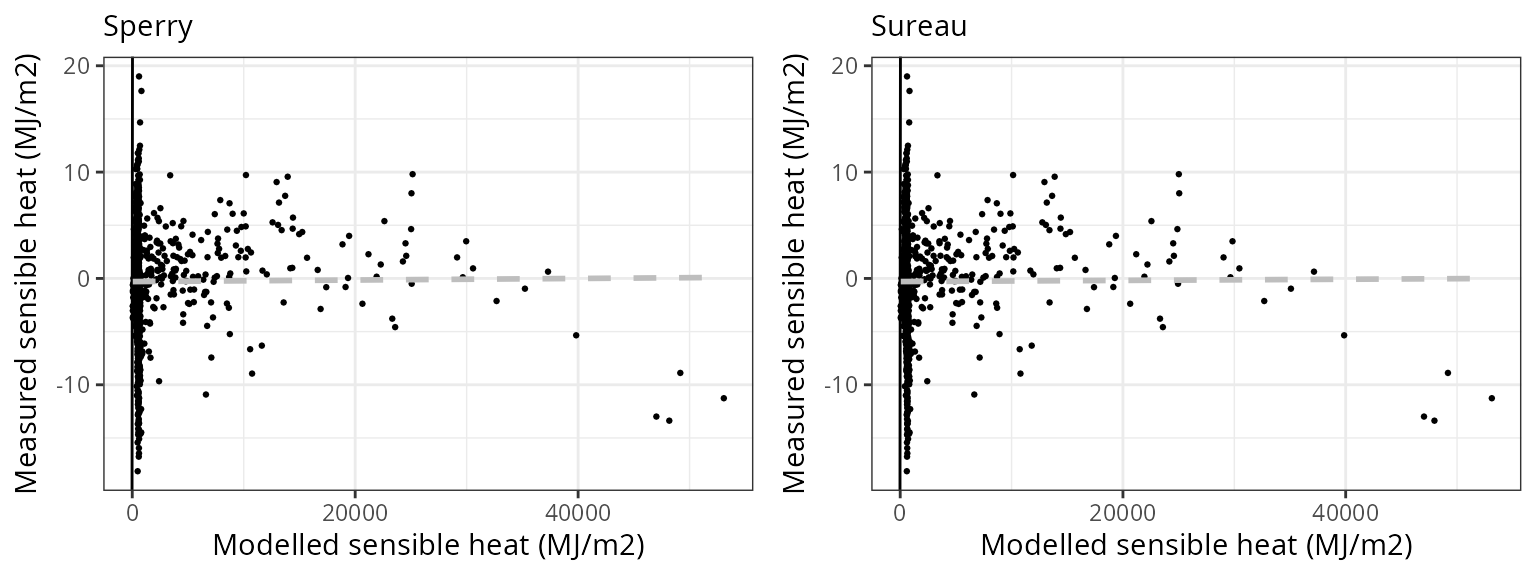 Sperry
Measured sensible heat (MJ/m2)
20
10
0
-10
0
20000
40000
Modelled sensible heat (MJ/m2)
Sureau
Measured sensible heat (MJ/m2)
20
10
0
-10
0
20000
40000
Modelled sensible heat (MJ/m2)